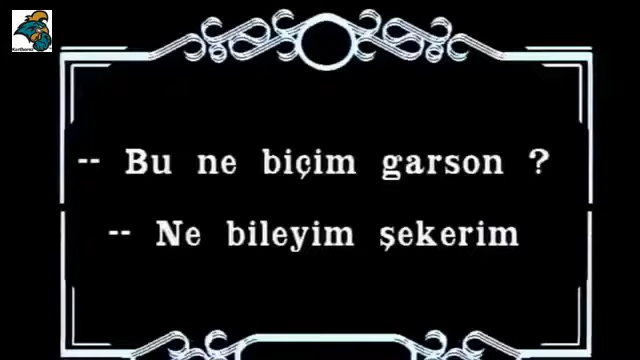 -- Bu ne biçim garson ?
-- Ne bileyim şekerim